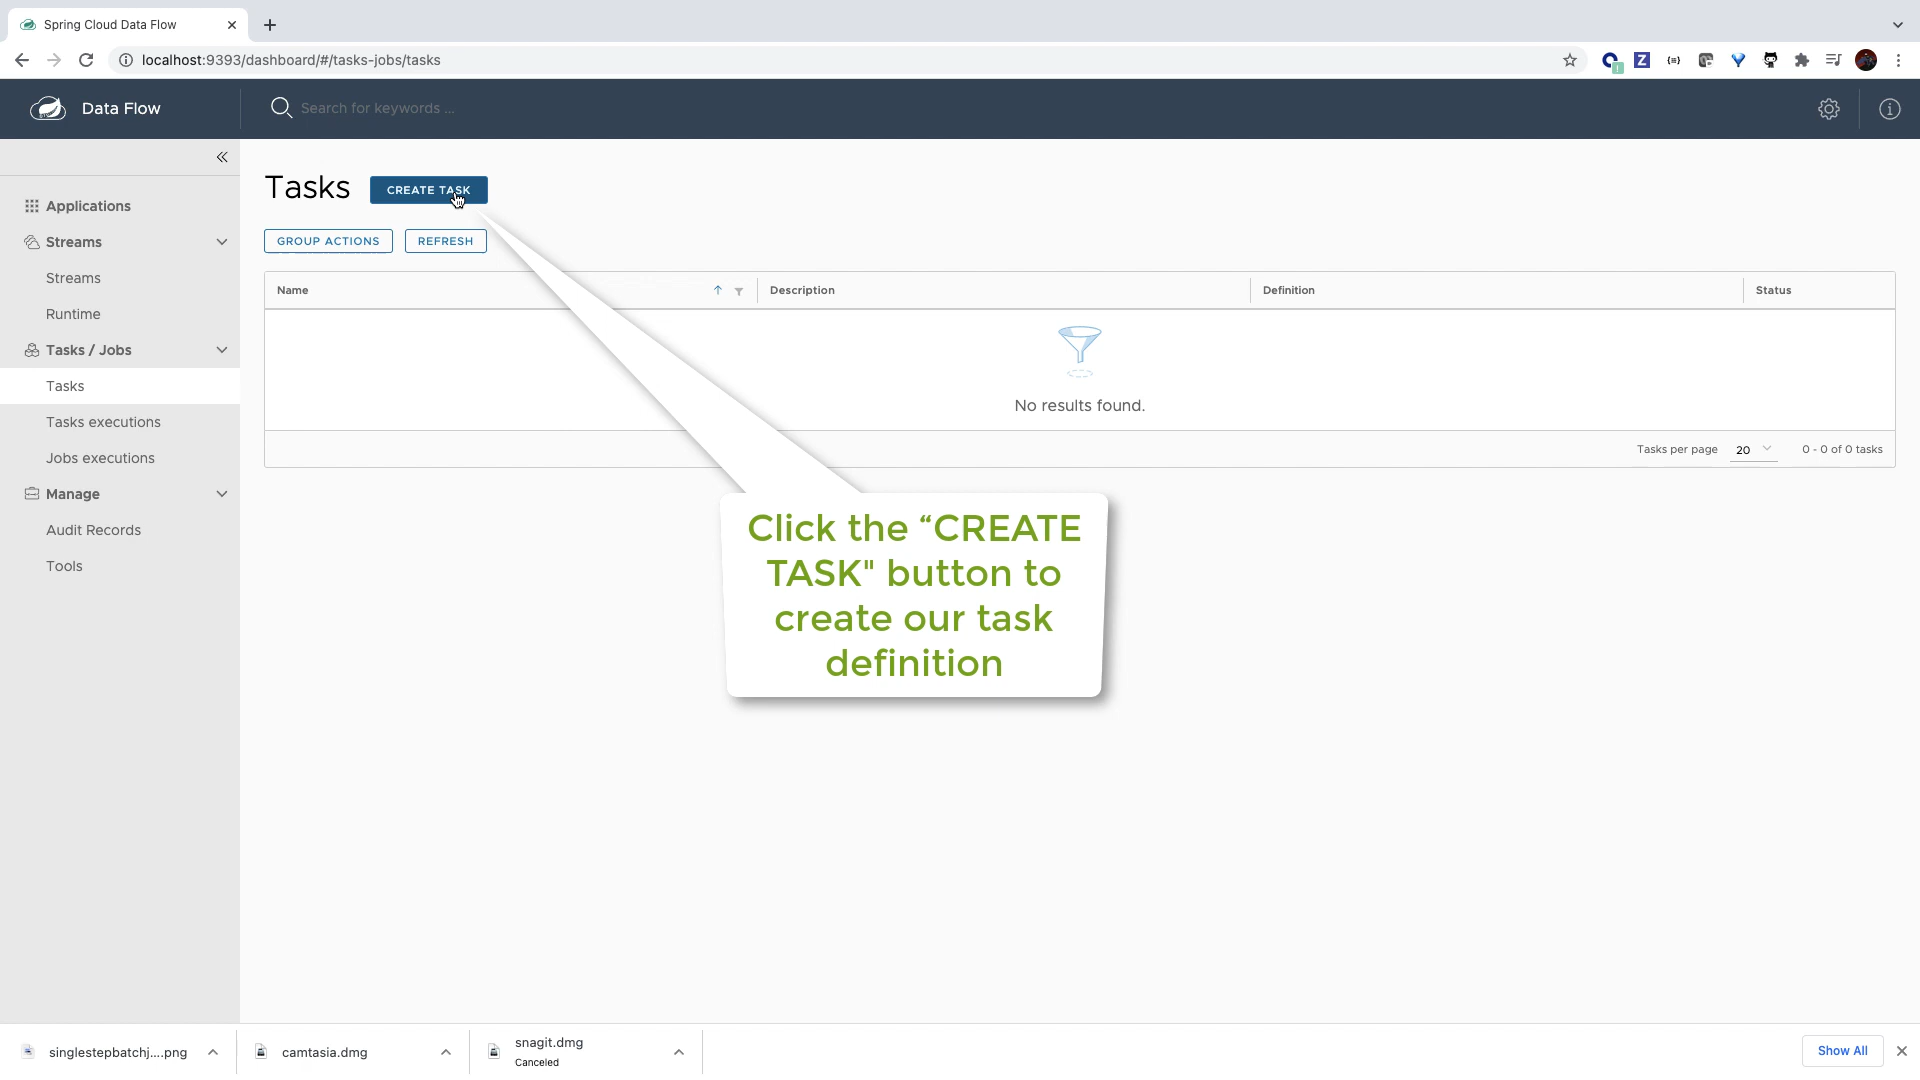 Spring Cloud Data Flow
localhost:9393/dashboard/#/tasks-jobs/tasks
Data Flow
Search for keywords ...
Applications
Streams
Streams
Runtime
Tasks / Jobs
Tasks
Tasks executions
Jobs executions
Manage
Audit Records
Tools
Tasks
CREATE TASK
GROUP ACTIONS
REFRESH
Name
Description
Definition
Status
No results found.
Tasks per page
20
0 - 0 of 0 tasks
Click the “CREATE
TASK" button to
create our task
definition
singlestepbatchj....png
camtasia.dmg
snagit.dmg
Canceled
Show All